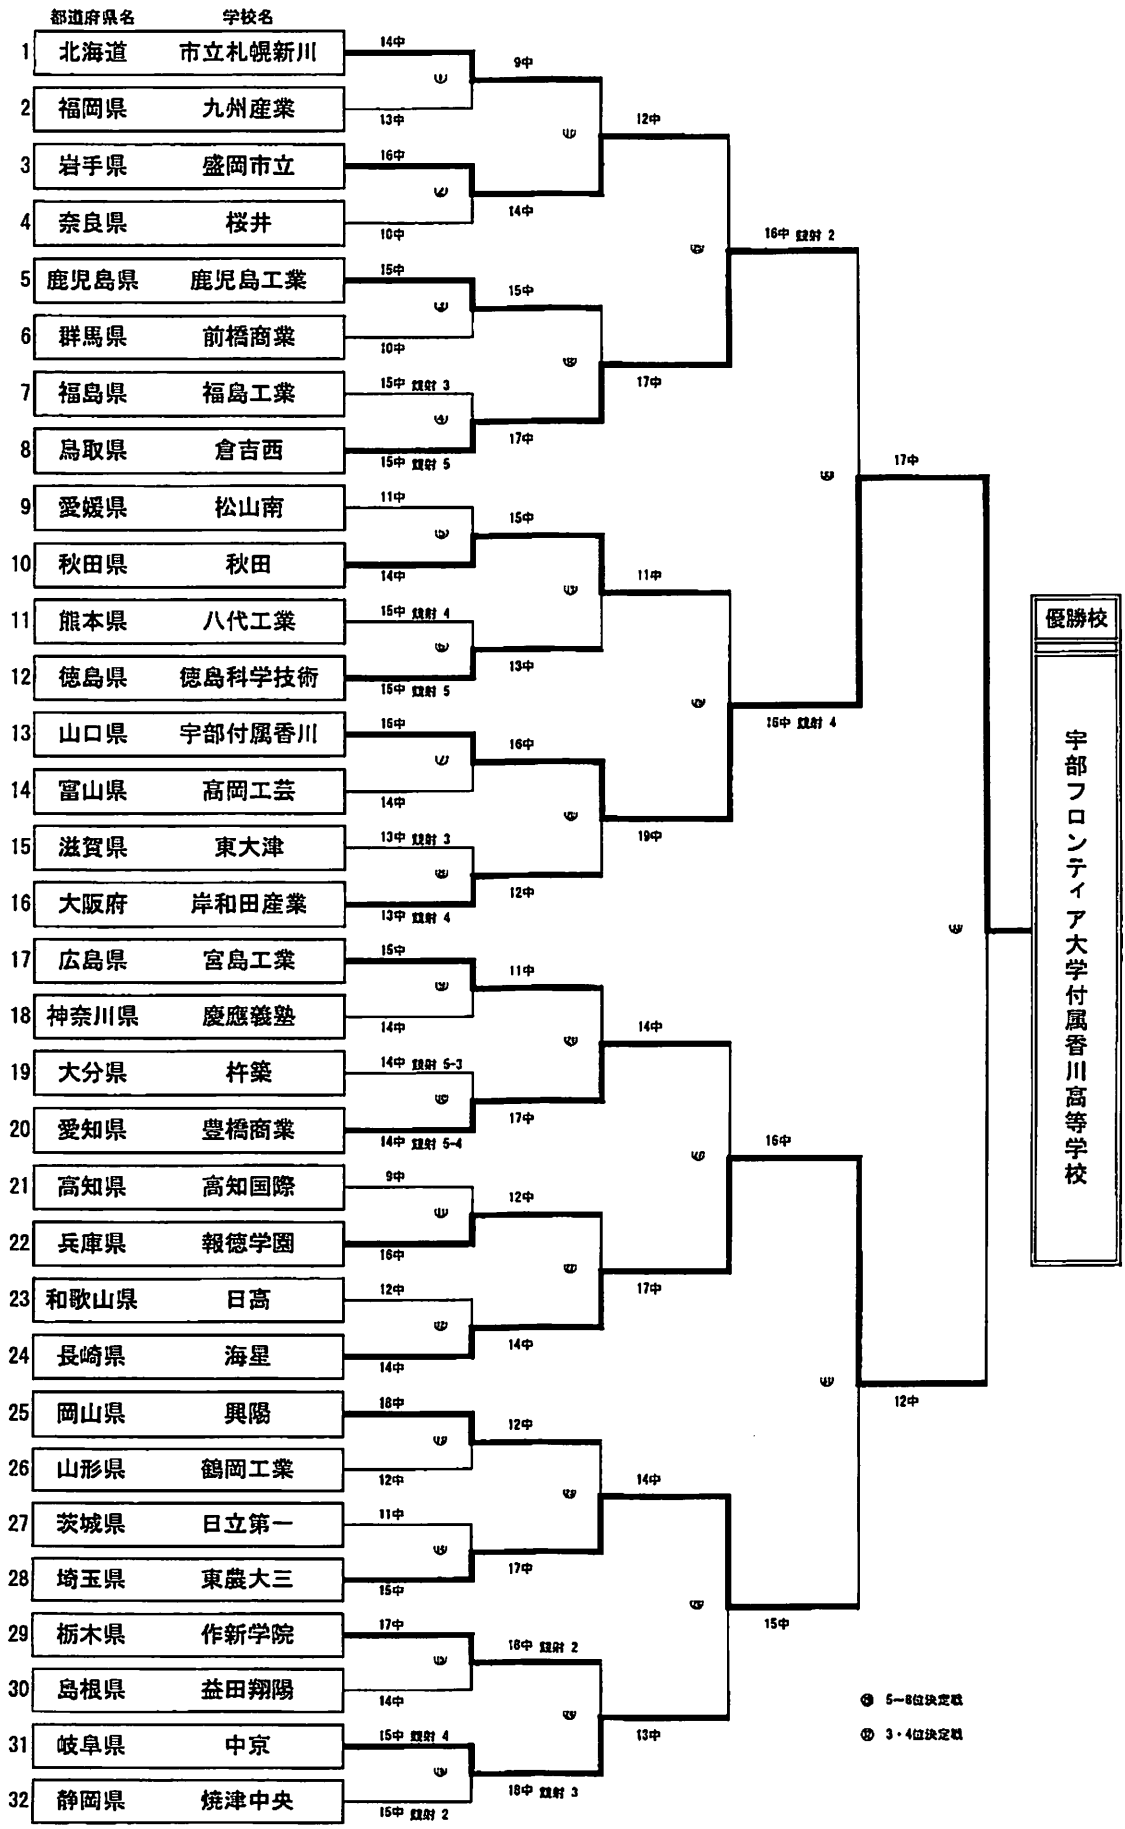 都道府県名 学校名
1 北海道 市立札幌新川 14中
2 福岡県 九州産業 13中
9中
3 岩手県 盛岡市立 16中
4 奈良県 桜井 10中
14中
12中
5 鹿児島県 鹿児島工業 15中
6 群馬県 前橋商業 10中
15中
7 福島県 福島工業 15中 競射 3
8 鳥取県 倉吉西 15中 競射 5
17中
17中
16中 競射 2
9 愛媛県 松山南 11中
10 秋田県 秋田 14中
15中
11 熊本県 八代工業 15中 競射 4
12 徳島県 徳島科学技術 15中 競射 5
13中
11中
13 山口県 宇部付属香川 16中
14 富山県 高岡工芸 14中
16中
15 滋賀県 東大津 13中 競射 3
16 大阪府 岸和田産業 13中 競射 4
12中
19中
16中 競射 4
17中
17 広島県 宮島工業 15中
18 神奈川県 慶應義塾 14中
11中
19 大分県 杵築 14中 競射 5-3
20 愛知県 豊橋商業 14中 競射 5-4
17中
14中
21 高知県 高知国際 9中
22 兵庫県 報徳学園 16中
12中
23 和歌山県 日高 12中
24 長崎県 海星 14中
14中
17中
16中
25 岡山県 興陽 18中
26 山形県 鶴岡工業 12中
12中
27 茨城県 日立第一 11中
28 埼玉県 東農大三 15中
17中
14中
29 栃木県 作新学院 17中
30 島根県 益田翔陽 14中
18中 競射 2
31 岐阜県 中京 15中 競射 4
32 静岡県 焼津中央 15中 競射 2
18中 競射 3
13中
15中
12中
優勝校
宇部フロンティア大学付属香川高等学校
5～8位決定戦
3・4位決定戦